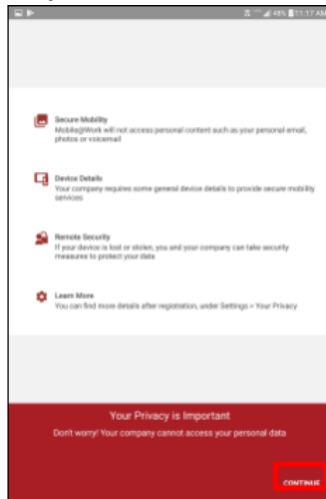 48% 11:17 AM
Secure Mobility
Mobile@Work will not access personal content such as your personal email,
photos or voicemail
Device Details
Your company requires some general device details to provide secure mobility
services
Remote Security
If your device is lost or stolen, you and your company can take security
measures to protect your data
Learn More
You can find more details after registration, under Settings > Your Privacy
Your Privacy is Important
Don't worry! Your company cannot access your personal data
CONTINUE